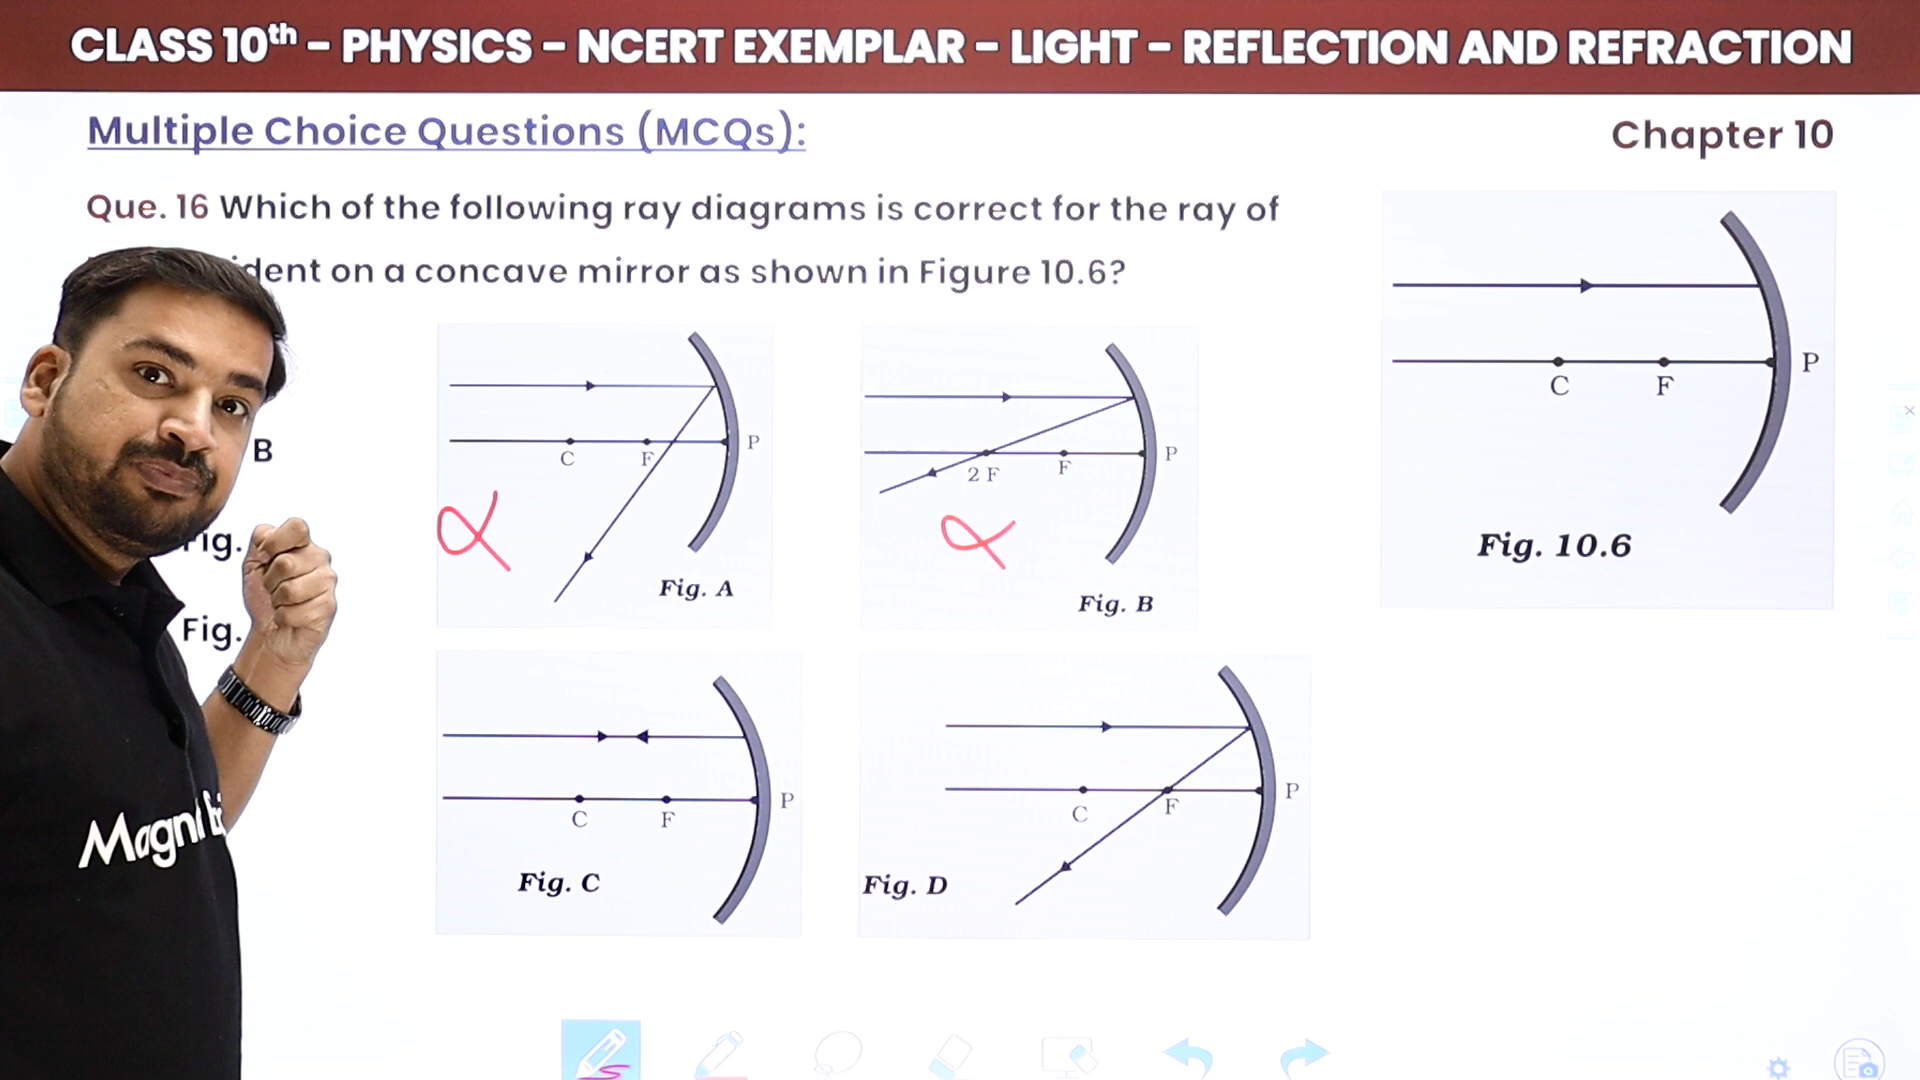 CLASS 10th – PHYSICS – NCERT EXEMPLAR – LIGHT – REFLECTION AND REFRACTION
Multiple Choice Questions (MCQs):
Chapter 10
Que. 16 Which of the following ray diagrams is correct for the ray of
on a concave mirror as shown in Figure 10.6?
C F P
Fig. 10.6
B
Fig.
Fig.
C F P
Fig. A
2 F F P
Fig. B
C F P
Fig. C
C F P
Fig. D